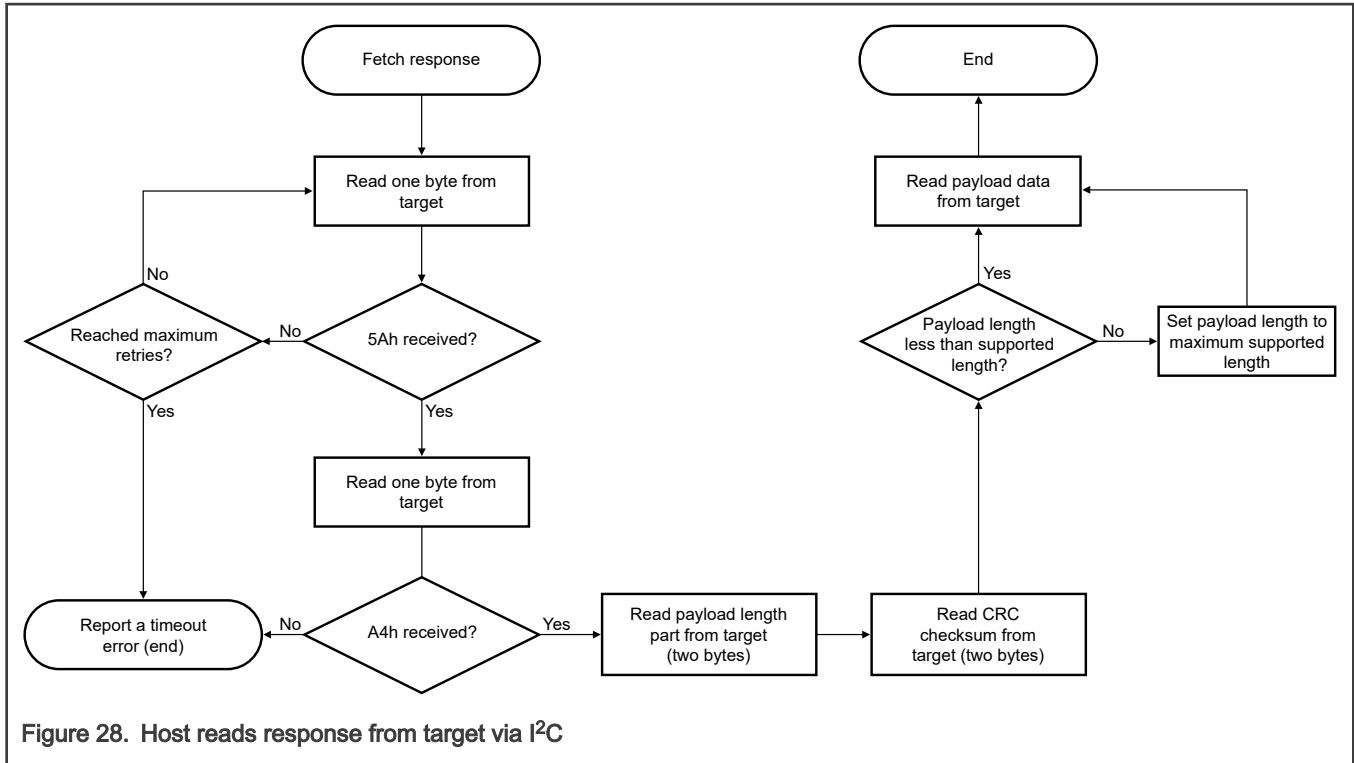 Fetch response
Read one byte from
target
No
Reached maximum
retries?
No
5Ah received?
Yes
Yes
Read one byte from
target
Report a timeout
error (end)
No
A4h received?
Yes
Read payload length
part from target
(two bytes)
Read CRC
checksum from
target (two bytes)
End
Read payload data
from target
Yes
Payload length
less than supported
length?
No
Set payload length to
maximum supported
length
Figure 28. Host reads response from target via I²C